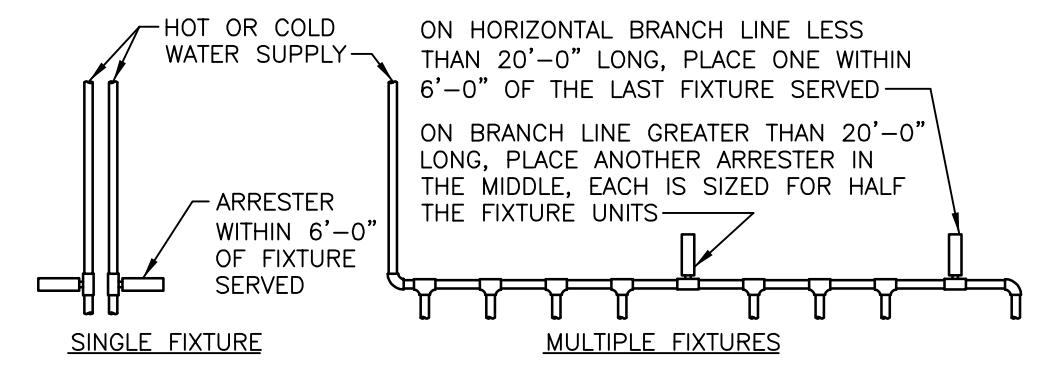 HOT OR COLD
WATER SUPPLY
ON HORIZONTAL BRANCH LINE LESS
THAN 20'-0" LONG, PLACE ONE WITHIN
6'-0" OF THE LAST FIXTURE SERVED
ON BRANCH LINE GREATER THAN 20'-0"
LONG, PLACE ANOTHER ARRESTER IN
THE MIDDLE, EACH IS SIZED FOR HALF
THE FIXTURE UNITS
ARRESTER
WITHIN 6'-0"
OF FIXTURE
SERVED
SINGLE FIXTURE
MULTIPLE FIXTURES